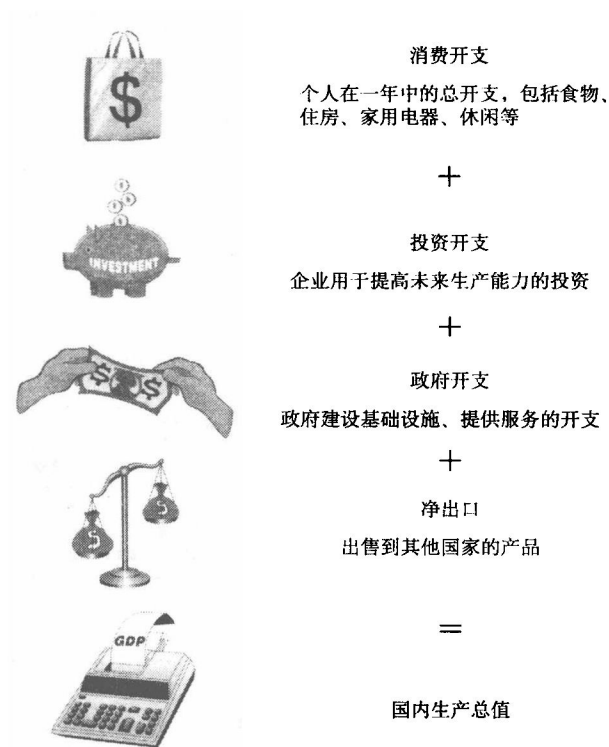 消费开支
$
个人在一年中的总开支，包括食物、
住房、家用电器、休闲等
+
投资开支
INVESTMENT
企业用于提高未来生产能力的投资
+
政府开支
$ $
政府建设基础设施、提供服务的开支
+
净出口
$ $
出售到其他国家的产品
=
GDP
国内生产总值